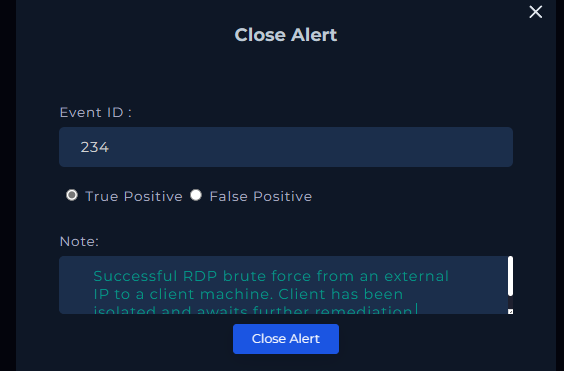 Close Alert
Event ID :
234
True Positive False Positive
Note:
Successful RDP brute force from an external
IP to a client machine. Client has been
isolated and awaits further remediation
Close Alert